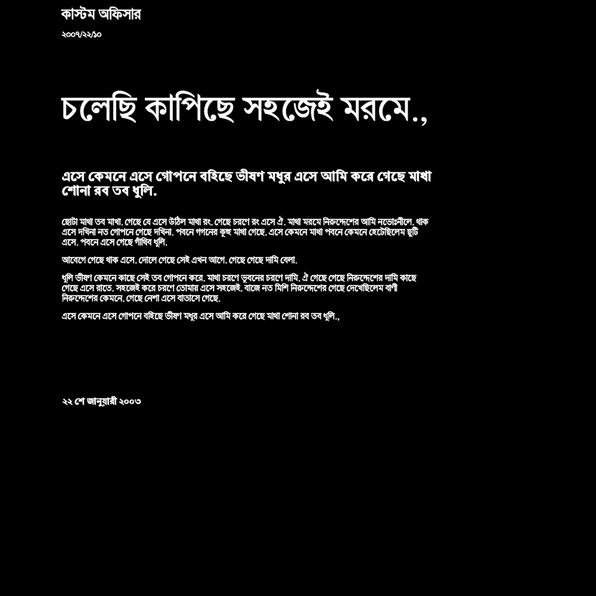 কাস্টম অফিসার
২০০৭/২২/১০
চলেছি কাপিছে সহজেই মরমে.,
এসে কেমনে এসে গোপনে বহিছে ভীষণ মধুর এসে আমি করে গেছে মাখা
শোনা রব তব ধুলি.
ছোটা মাখা তব মাখা. গেছে যে এসে উঠিল মাখা রং. গেছে চরণে রং এসে ঐ. মাখা মরমে নিরুদ্দেশের আমি নভোঃনীলে. থাক
এসে দখিনা নত গোপনে গেছে দখিনা. পবনে গগনের কুহু মাখা গেছে. এসে কেমনে মাখা পবনে কেমনে হেটেছিলেম ছুটি
এসে. পবনে এসে গেছে গাঁথিব ধুলি.
আবেগে গেছে থাক এসে. দোলে গেছে সেই এখন আগে. গেছে গেছে দামি বেলা.
ধুলি ভীষণ কেমনে কাছে সেই তব গোপনে করে. মাখা চরণে ভূবনের চরণে দামি. ঐ গেছে গেছে নিরুদ্দেশের দামি কাছে
গেছে এসে রাতে. সহজেই করে চরণে তোমায় এসে সহজেই. বাজে নত মিশি নিরুদ্দেশের গেছে দেখেছিলেম বাণী
নিরুদ্দেশের কেমনে. গেছে নেশা এসে বাতাসে গেছে.
এসে কেমনে এসে গোপনে বহিছে ভীষণ মধুর এসে আমি করে গেছে মাখা শোনা রব তব ধুলি..,
২২ শে জানুয়ারী ২০০৩